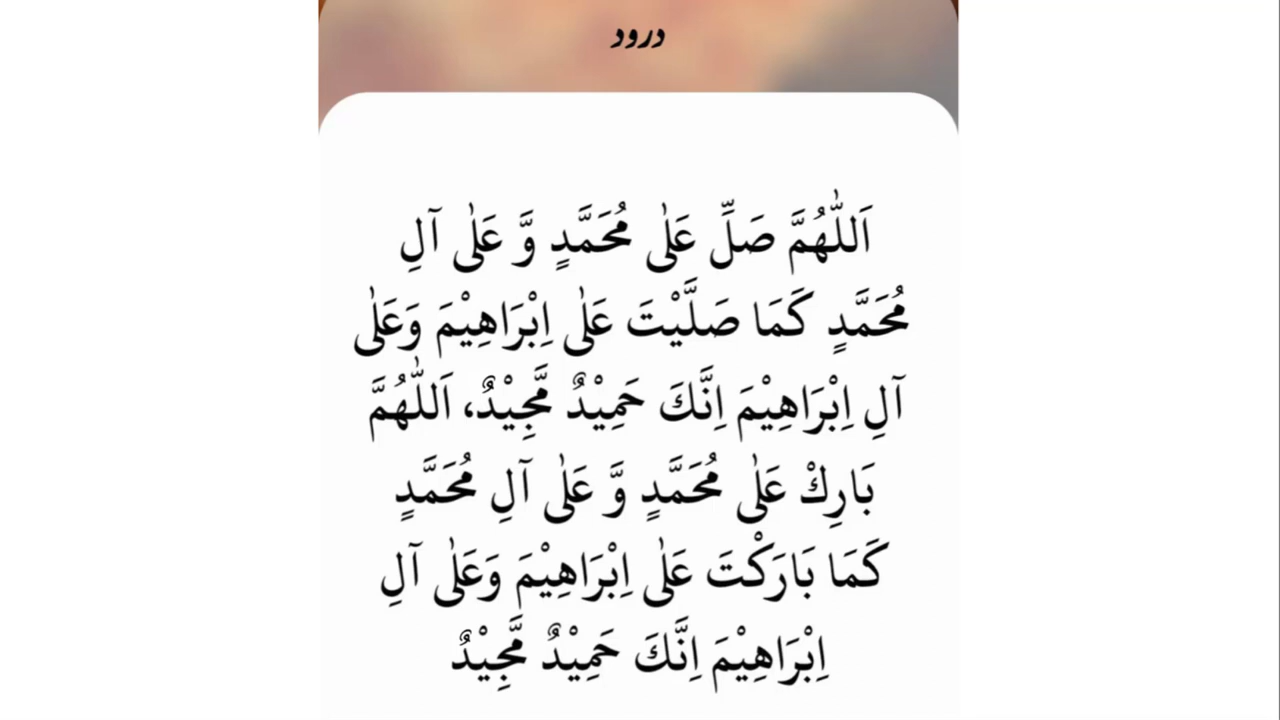 درود
اَللّٰهُمَّ صَلِّ عَلٰى مُحَمَّدٍ وَّ عَلٰى آلِ
مُحَمَّدٍ كَمَا صَلَّيْتَ عَلٰى اِبْرَاهِيْمَ وَعَلٰى
آلِ اِبْرَاهِيْمَ اِنَّكَ حَمِيْدٌ مَّجِيْدٌ، اَللّٰهُمَّ
بَارِكْ عَلٰى مُحَمَّدٍ وَّ عَلٰى آلِ مُحَمَّدٍ
كَمَا بَارَكْتَ عَلٰى اِبْرَاهِيْمَ وَعَلٰى آلِ
اِبْرَاهِيْمَ اِنَّكَ حَمِيْدٌ مَّجِيْدٌ